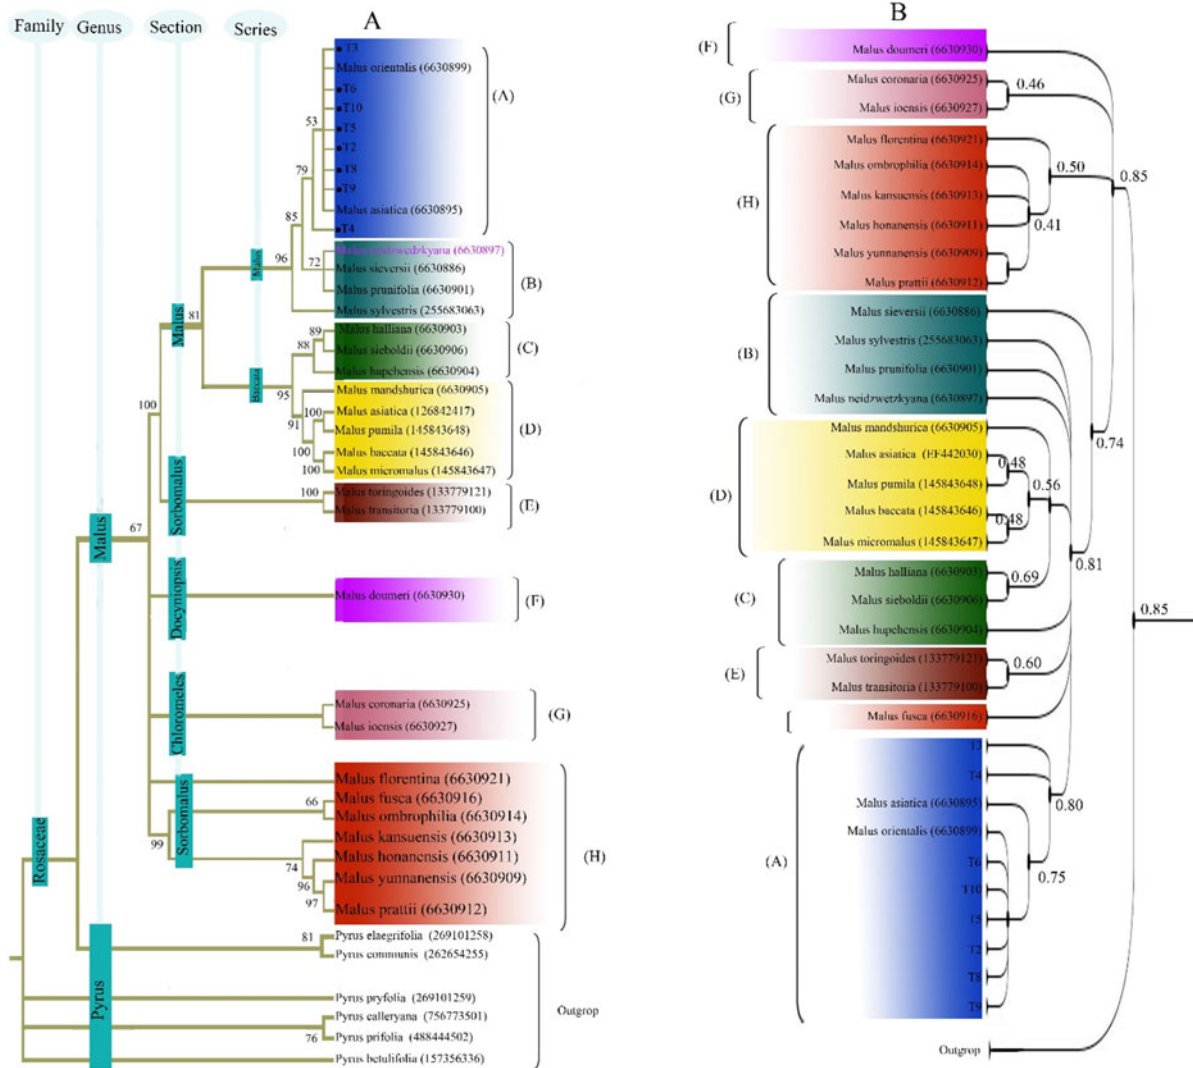 Family Genus Section Series A
T3
Malus orientalis (6630899)
T6
T10
T5
T2
T8
T9
Malus asiatica (6630895)
T4
(A)
53
79
85
96
Malus neidzwedzkyana (6630897)
Malus sieversii (6630886)
Malus prunifolia (6630901)
Malus sylvestris (255683063)
72
(B)
Malus
Malus
81
Malus halliana (6630903)
Malus sieboldii (6630906)
Malus hupehensis (6630904)
89
88
(C)
Baccata
95
Malus mandshurica (6630905)
Malus asiatica (126842417)
Malus pumila (145843648)
Malus baccata (145843646)
Malus micromalus (145843647)
91
100
100
100
(D)
100
Sorbomalus
100
Malus toringoides (133779121)
Malus transitoria (133779100)
(E)
67
Malus
Docyniopsis
Malus doumeri (6630930)
(F)
Chloromeles
Malus coronaria (6630925)
Malus ioensis (6630927)
(G)
Sorbomalus
Malus florentina (6630921)
Malus fusca (6630916)
Malus ombrophilia (6630914)
Malus kansuensis (6630913)
Malus honanensis (6630911)
Malus yunnanensis (6630909)
Malus prattii (6630912)
66
99
74
96
97
(H)
Rosaceae
Pyrus
81
Pyrus elaegrifolia (269101258)
Pyrus communis (262654255)
Pyrus pryfolia (269101259)
Pyrus calleryana (756773501)
Pyrus prifolia (488444502)
Pyrus betulifolia (157356336)
76
Outgrop
B
(F)
Malus doumeri (6630930)
(G)
Malus coronaria (6630925)
Malus ioensis (6630927)
0.46
(H)
Malus florentina (6630921)
Malus ombrophilia (6630914)
Malus kansuensis (6630913)
Malus honanensis (6630911)
Malus yunnanensis (6630909)
Malus prattii (6630912)
0.50
0.41
0.85
(B)
Malus sieversii (6630886)
Malus sylvestris (255683063)
Malus prunifolia (6630901)
Malus neidzwetzkyana (6630897)
0.74
(D)
Malus mandshurica (6630905)
Malus asiatica (EF442030)
Malus pumila (145843648)
Malus baccata (145843646)
Malus micromalus (145843647)
0.48
0.56
0.48
0.81
(C)
Malus halliana (6630903)
Malus sieboldii (6630906)
Malus hupehensis (6630904)
0.69
0.85
(E)
Malus toringoides (133779121)
Malus transitoria (133779100)
0.60
Malus fusca (6630916)
(A)
T3
T4
Malus asiatica (6630895)
Malus orientalis (6630899)
T6
T10
T5
T2
T8
T9
0.80
0.75
Outgrop